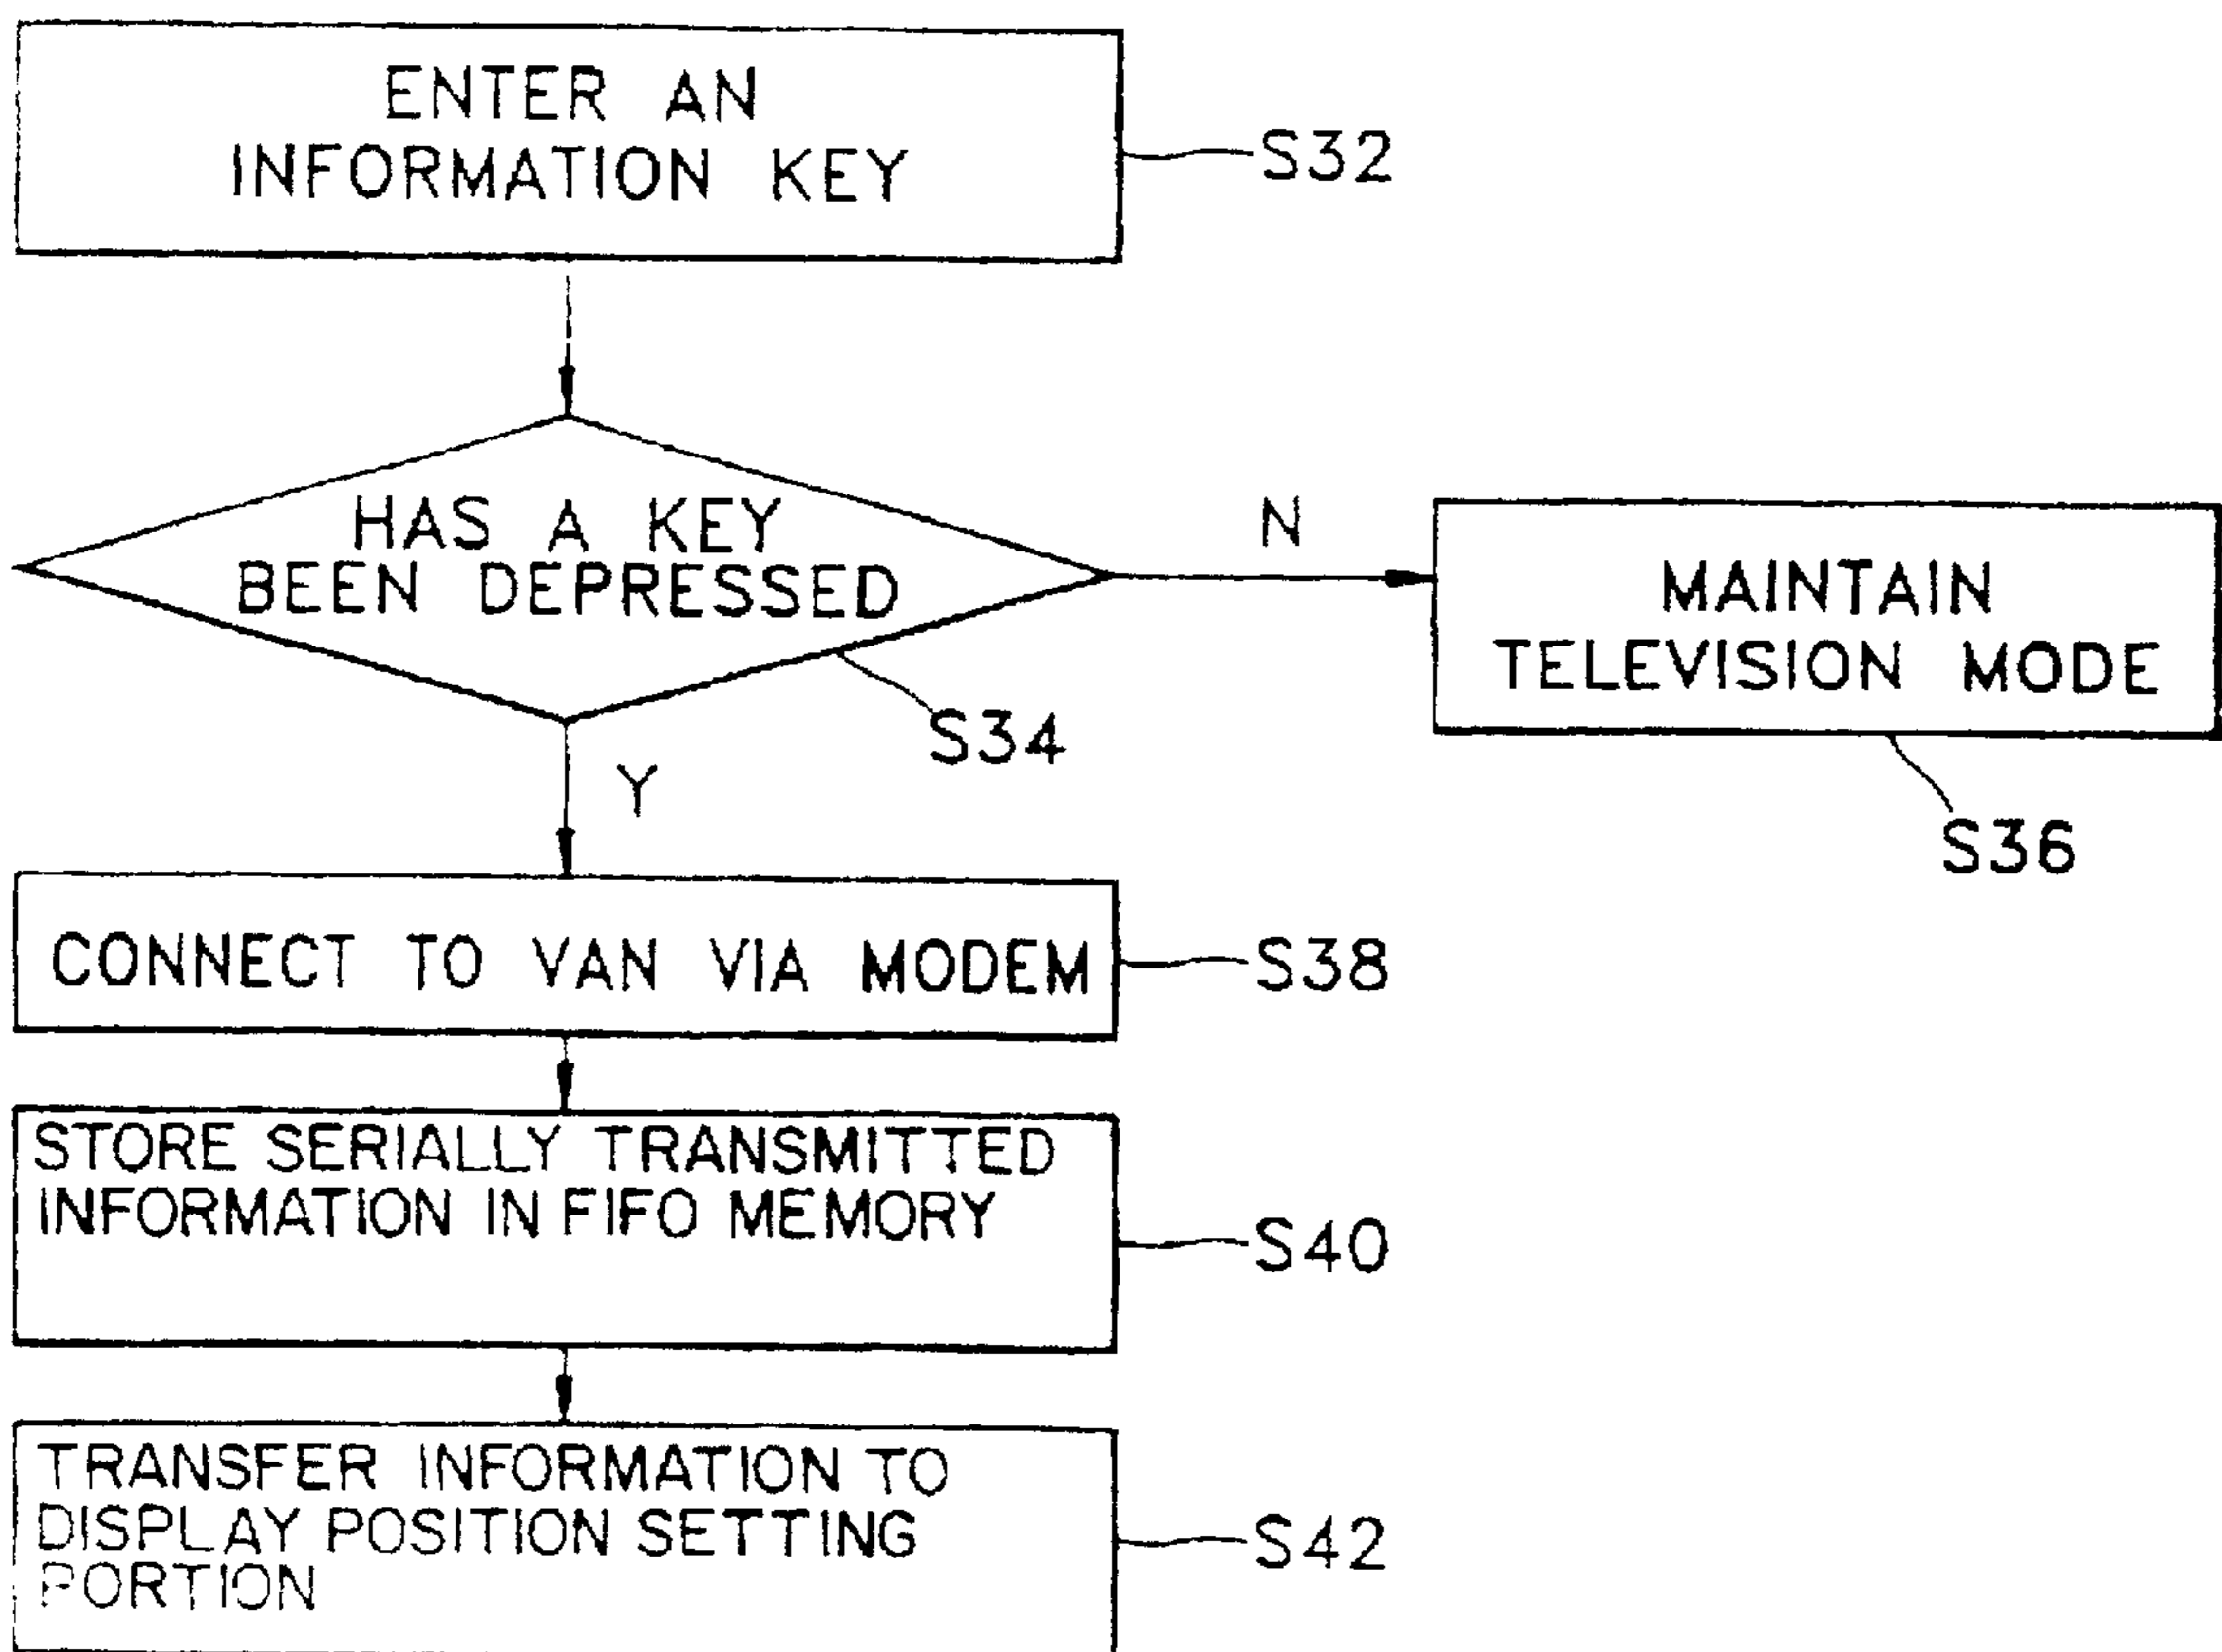 ENTER AN
INFORMATION KEY
S32
HAS A KEY
BEEN DEPRESSED
N
MAINTAIN
TELEVISION MODE
S34
Y
S36
CONNECT TO VAN VIA MODEM
S38
STORE SERIALLY TRANSMITTED
INFORMATION IN FIFO MEMORY
S40
TRANSFER INFORMATION TO
DISPLAY POSITION SETTING
PORTION
S42